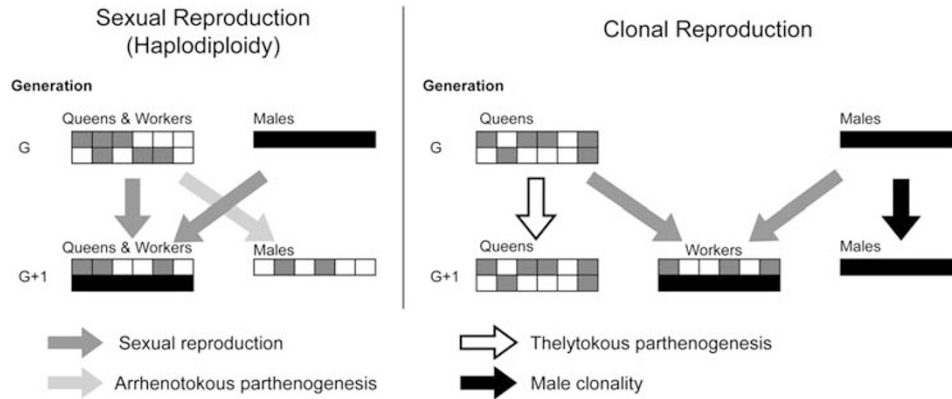 Sexual Reproduction
(Haplodiploidy)
Generation
Queens & Workers
Males
G
Queens & Workers
Males
G+1
Sexual reproduction
Arrhenotokous parthenogenesis
Clonal Reproduction
Generation
Queens
Males
G
Queens
Workers
Males
G+1
Thelytokous parthenogenesis
Male clonality